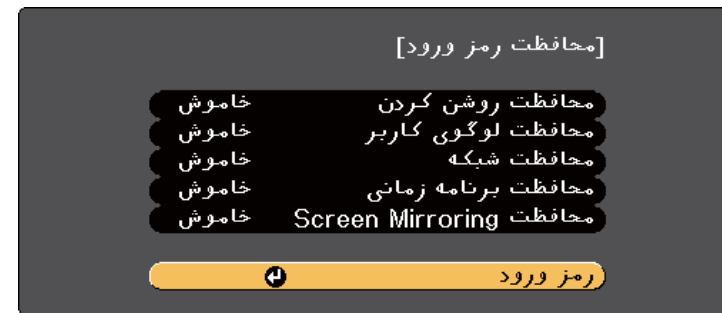 [محافظت رمز ورود]
محافظت روشن کردن خاموش
محافظت لوگوی کاربر خاموش
محافظت شبکه خاموش
محافظت برنامه زمانی خاموش
محافظت Screen Mirroring خاموش
رمز ورود